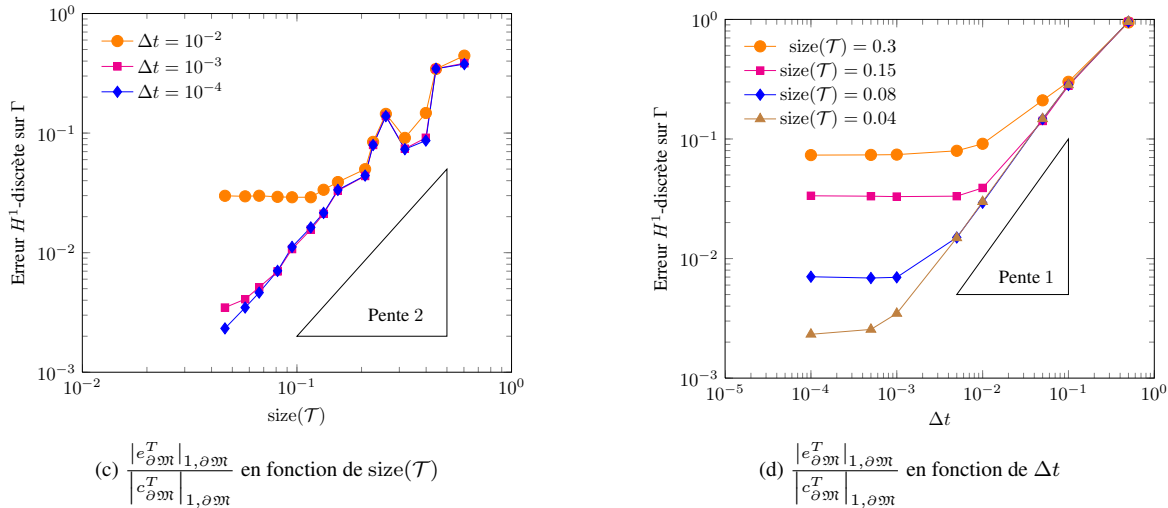 10^0
10^{-1}
10^{-2}
10^{-3}
Erreur H^1-discrète sur Γ
Δt = 10^{-2}
Δt = 10^{-3}
Δt = 10^{-4}
Pente 2
10^{-2} 10^{-1} 10^0
size(𝒯)
(c) |e^T_{∂𝔐}|_{1,∂𝔐} / |c^T_{∂𝔐}|_{1,∂𝔐} en fonction de size(𝒯)
10^0
10^{-1}
10^{-2}
10^{-3}
Erreur H^1-discrète sur Γ
size(𝒯) = 0.3
size(𝒯) = 0.15
size(𝒯) = 0.08
size(𝒯) = 0.04
Pente 1
10^{-5} 10^{-4} 10^{-3} 10^{-2} 10^{-1} 10^0
Δt
(d) |e^T_{∂𝔐}|_{1,∂𝔐} / |c^T_{∂𝔐}|_{1,∂𝔐} en fonction de Δt